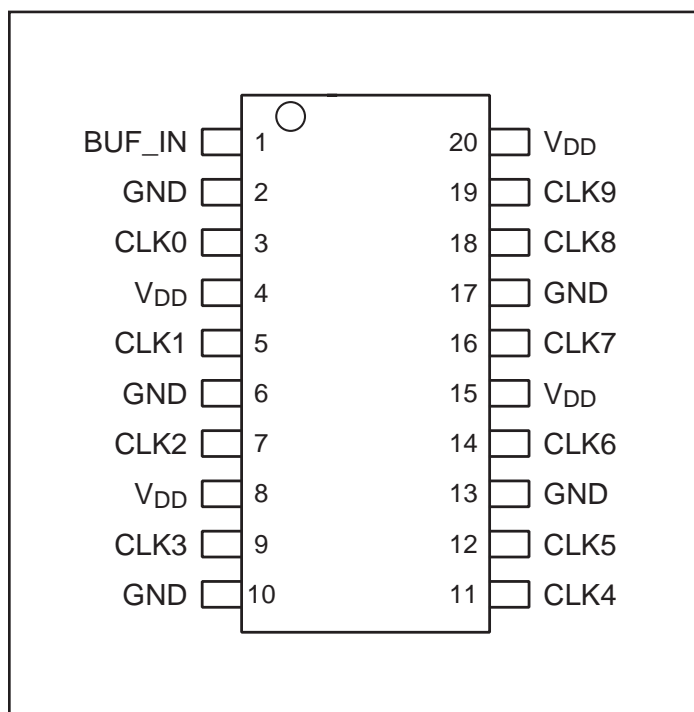 BUF_IN 1 20 VDD
GND 2 19 CLK9
CLK0 3 18 CLK8
VDD 4 17 GND
CLK1 5 16 CLK7
GND 6 15 VDD
CLK2 7 14 CLK6
VDD 8 13 GND
CLK3 9 12 CLK5
GND 10 11 CLK4